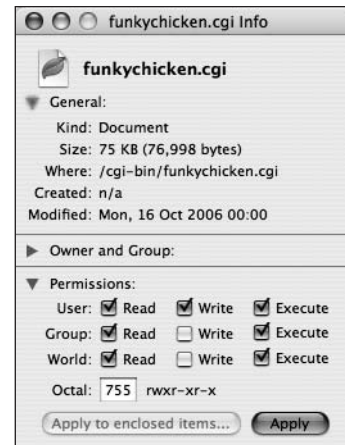 funkychicken.cgi Info
funkychicken.cgi
General:
Kind: Document
Size: 75 KB (76,998 bytes)
Where: /cgi-bin/funkychicken.cgi
Created: n/a
Modified: Mon, 16 Oct 2006 00:00
Owner and Group:
Permissions:
User: Read Write Execute
Group: Read Write Execute
World: Read Write Execute
Octal: 755 rwxr-xr-x
Apply to enclosed items... Apply